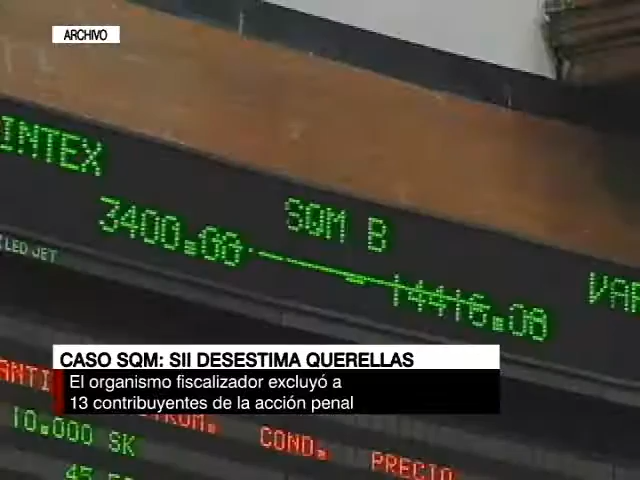 ARCHIVO
INTEX
3400.00
SQM B
14416.00
LED JET
CASO SQM: SII DESESTIMA QUERELLAS
El organismo fiscalizador excluyó a
13 contribuyentes de la acción penal
COND.
PRECIO
10.000 SK